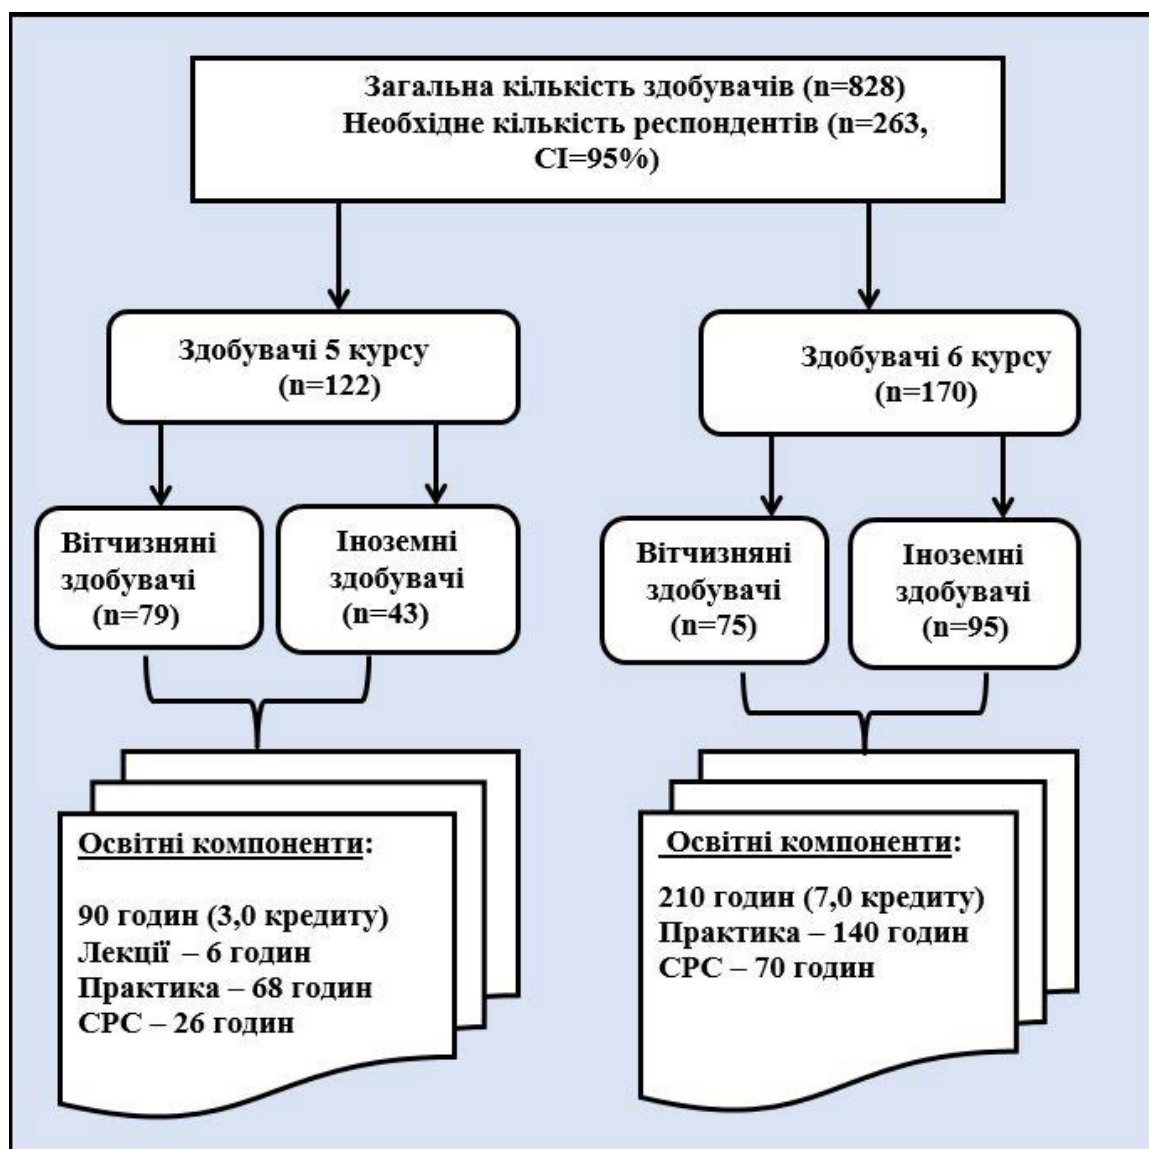 Загальна кількість здобувачів (n=828)
Необхідне кількість респондентів (n=263,
CI=95%)
Здобувачі 5 курсу
(n=122)
Здобувачі 6 курсу
(n=170)
Вітчизняні
здобувачі
(n=79)
Іноземні
здобувачі
(n=43)
Вітчизняні
здобувачі
(n=75)
Іноземні
здобувачі
(n=95)
Освітні компоненти:
90 годин (3,0 кредиту)
Лекції – 6 годин
Практика – 68 годин
СРС – 26 годин
Освітні компоненти:
210 годин (7,0 кредиту)
Практика – 140 годин
СРС – 70 годин